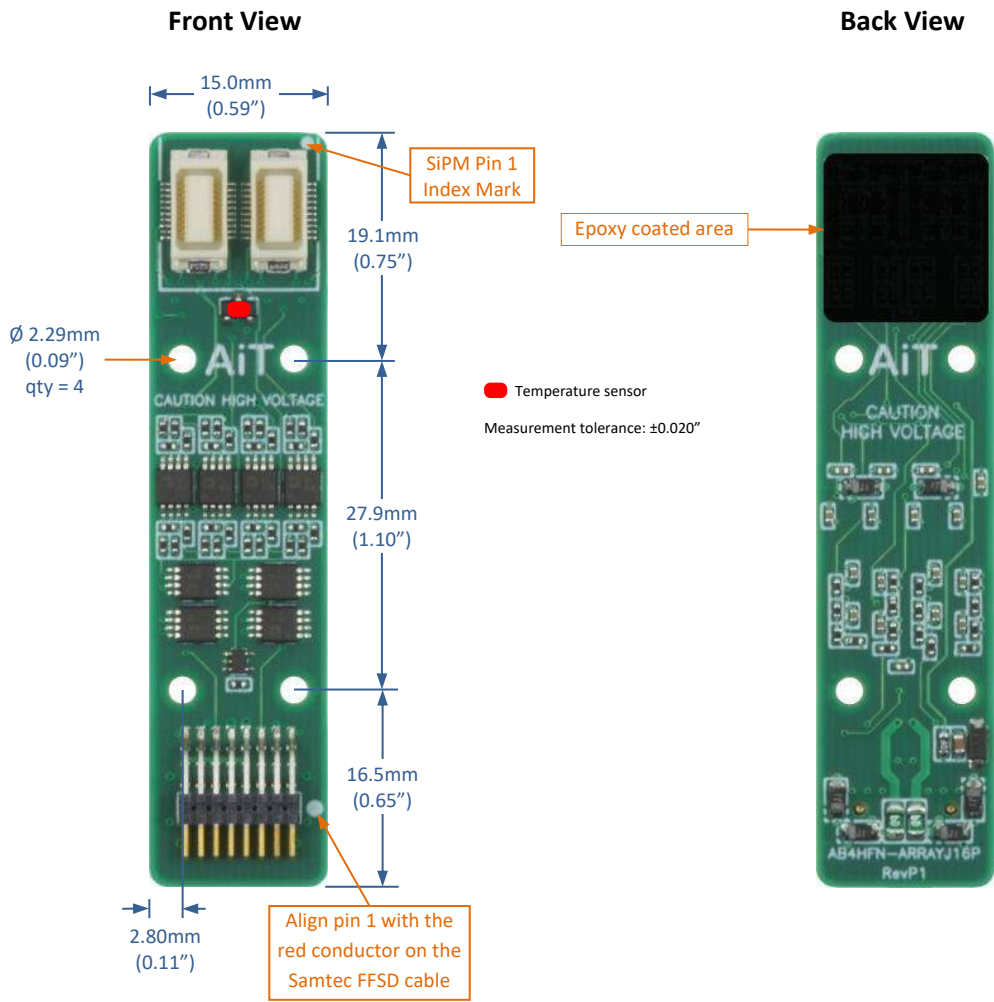 Front View
Back View
15.0mm
(0.59”)
SiPM Pin 1
Index Mark
19.1mm
(0.75”)
Epoxy coated area
Ø 2.29mm
(0.09”)
qty = 4
AiT
CAUTION HIGH VOLTAGE
Temperature sensor
Measurement tolerance: ±0.020”
AiT
CAUTION
HIGH VOLTAGE
27.9mm
(1.10”)
16.5mm
(0.65”)
AB4HFN-ARRAYJ16P
RevP1
2.80mm
(0.11”)
Align pin 1 with the
red conductor on the
Samtec FFSD cable